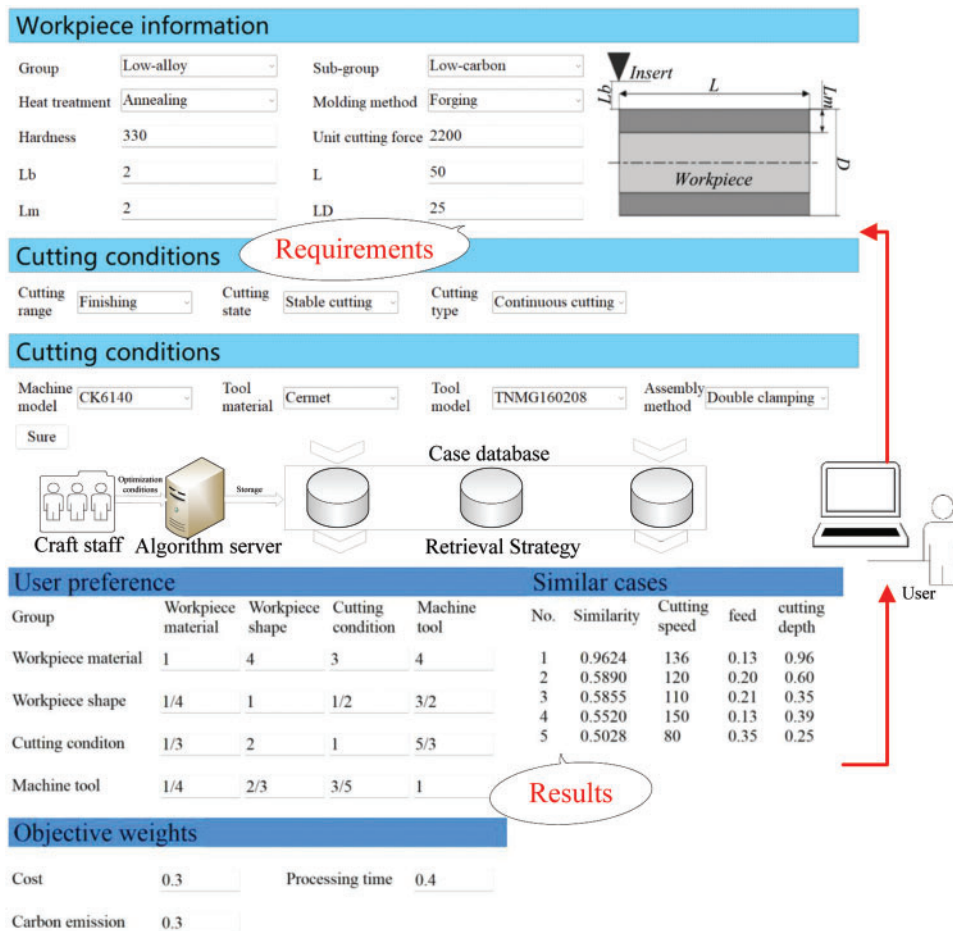 Workpiece information
Group Low-alloy Sub-group Low-carbon
Heat treatment Annealing Molding method Forging
Hardness 330 Unit cutting force 2200
Lb 2 L 50
Lm 2 LD 25
Insert
Lb
L
Lm
D
Workpiece
Requirements
Cutting conditions
Cutting range Finishing Cutting state Stable cutting Cutting type Continuous cutting
Cutting conditions
Machine model CK6140 Tool material Cermet Tool model TNMG160208 Assembly method Double clamping
Sure
Case database
Optimization conditions
Storage
Craft staff Algorithm server Retrieval Strategy
User
User preference
Group Workpiece material Workpiece shape Cutting condition Machine tool
Workpiece material 1 4 3 4
Workpiece shape 1/4 1 1/2 3/2
Cutting conditon 1/3 2 1 5/3
Machine tool 1/4 2/3 3/5 1
Similar cases
No. Similarity Cutting speed feed cutting depth
1 0.9624 136 0.13 0.96
2 0.5890 120 0.20 0.60
3 0.5855 110 0.21 0.35
4 0.5520 150 0.13 0.39
5 0.5028 80 0.35 0.25
Results
Objective weights
Cost 0.3 Processing time 0.4
Carbon emission 0.3